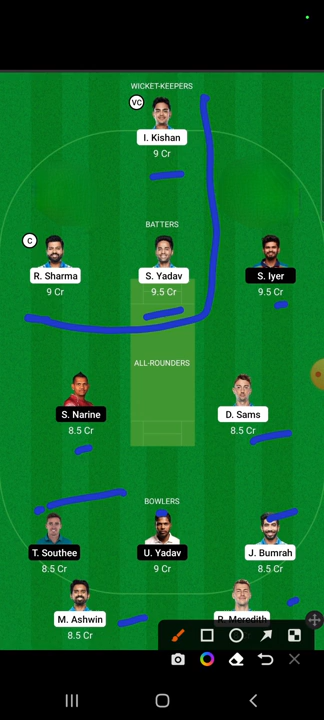 WICKET-KEEPERS
VC
I. Kishan
9 Cr
BATTERS
C
R. Sharma
S. Yadav
S. Iyer
9 Cr
9.5 Cr
9.5 Cr
ALL-ROUNDERS
S. Narine
D. Sams
8.5 Cr
8.5 Cr
BOWLERS
T. Southee
U. Yadav
J. Bumrah
8.5 Cr
9 Cr
8.5 Cr
M. Ashwin
R. Meredith
8.5 Cr